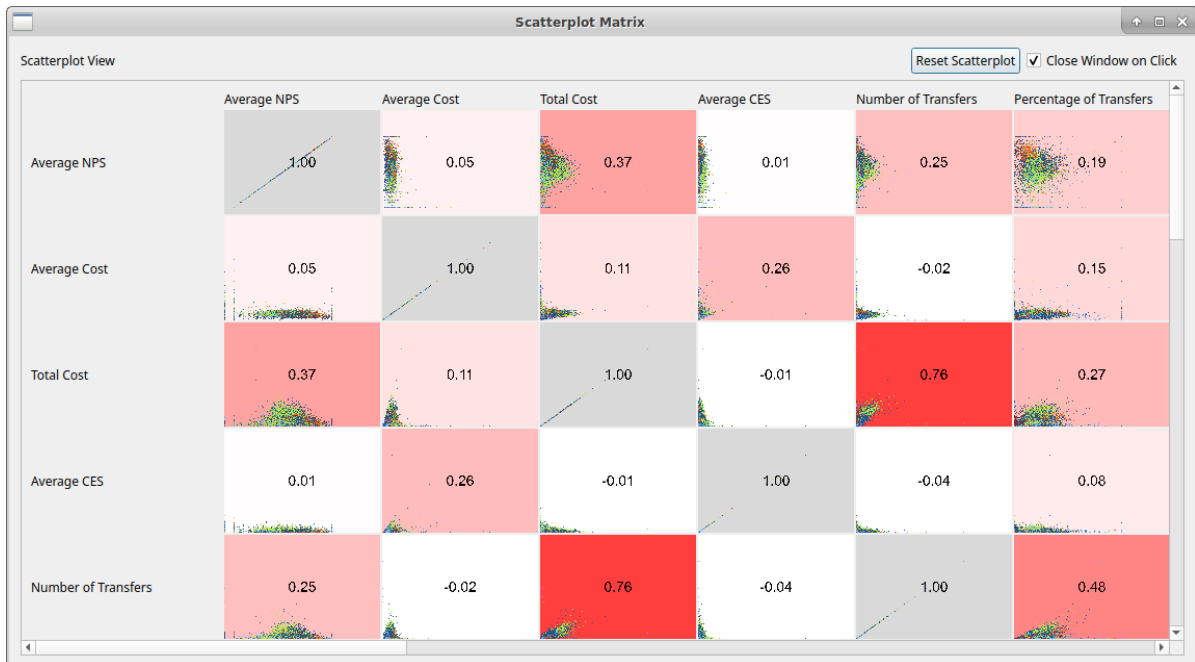 Scatterplot Matrix
Scatterplot View
Reset Scatterplot
Close Window on Click
Average NPS Average Cost Total Cost Average CES Number of Transfers Percentage of Transfers
Average NPS 1.00 0.05 0.37 0.01 0.25 0.19
Average Cost 0.05 1.00 0.11 0.26 -0.02 0.15
Total Cost 0.37 0.11 1.00 -0.01 0.76 0.27
Average CES 0.01 0.26 -0.01 1.00 -0.04 0.08
Number of Transfers 0.25 -0.02 0.76 -0.04 1.00 0.48